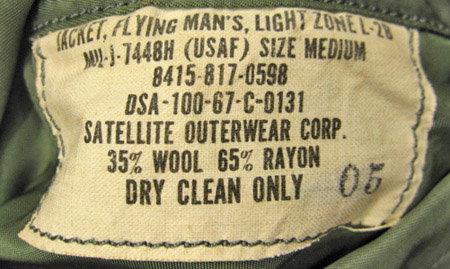 JACKET, FLYING MAN'S, LIGHT ZONE L-2B
MIL-J-7448H (USAF) SIZE MEDIUM
8415-817-0598
DSA-100-67-C-0131
SATELLITE OUTERWEAR CORP.
35% WOOL 65% RAYON
DRY CLEAN ONLY 05